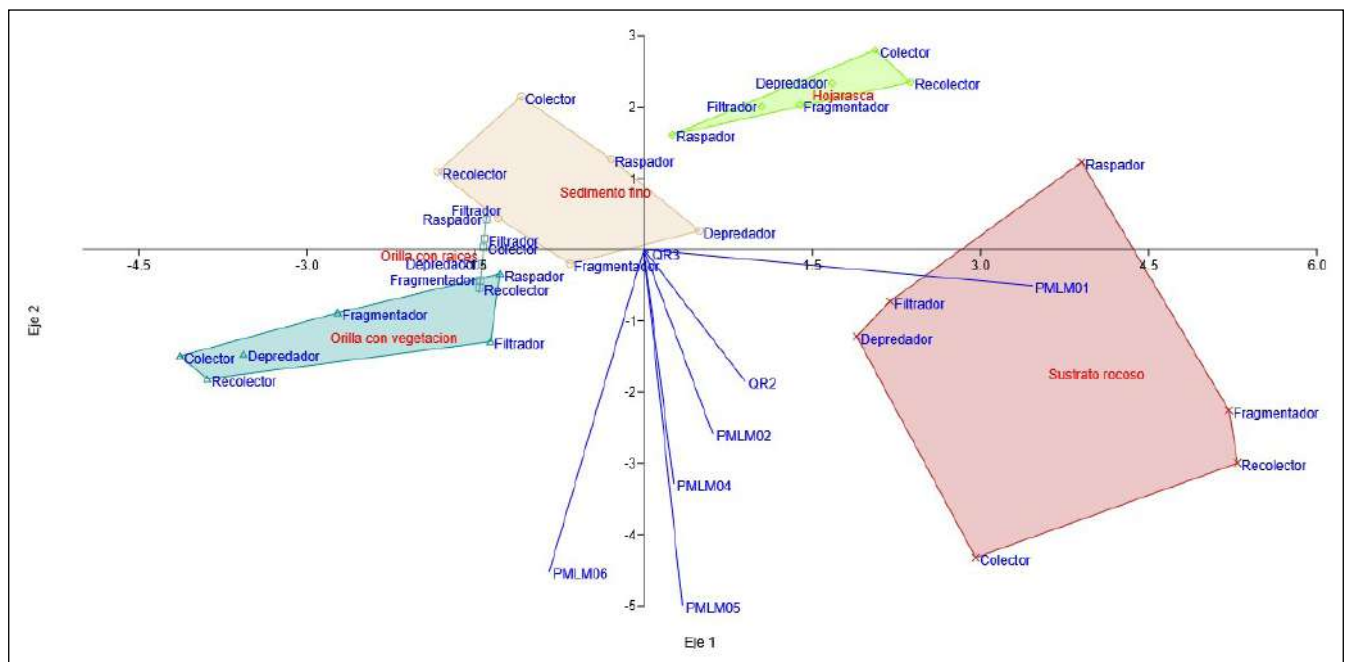 3
Colector
Depredador
Recolector
Hojarasca
Colector
2
Filtrador
Fragmentador
Raspador
Raspador
Raspador
Recolector
1
Sedimento fino
Filtrador
Raspador
Depredador
Filtrador
Colector
Orilla con raices
QR3
-4.5
-3.0
-1.5
1.5
3.0
4.5
6.0
Depredador
Fragmentador
Raspador
Fragmentador
Recolector
PMLM01
Filtrador
Fragmentador
-1
Depredador
Orilla con vegetacion
Filtrador
Colector
Depredador
Recolector
Sustrato rocoso
QR2
-2
Fragmentador
PMLM02
-3
Recolector
PMLM04
-4
Colector
PMLM06
-5
PMLM05
Eje 2
Eje 1